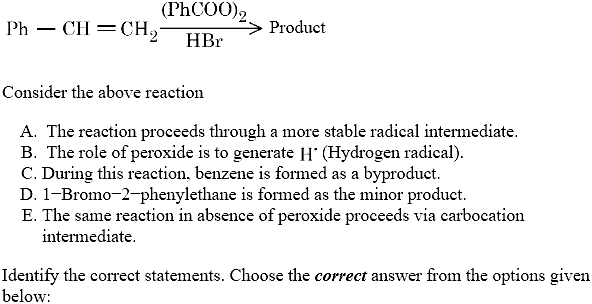 (PhCOO)₂
Ph — CH = CH₂ ⟶ Product
HBr
Consider the above reaction
A. The reaction proceeds through a more stable radical intermediate.
B. The role of peroxide is to generate H˙ (Hydrogen radical).
C. During this reaction, benzene is formed as a byproduct.
D. 1−Bromo−2−phenylethane is formed as the minor product.
E. The same reaction in absence of peroxide proceeds via carbocation
intermediate.
Identify the correct statements. Choose the correct answer from the options given
below: